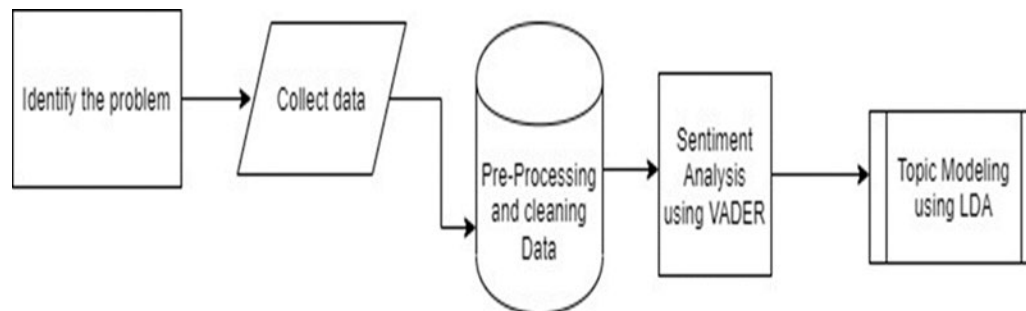 Identify the problem
Collect data
Pre-Processing
and cleaning
Data
Sentiment
Analysis
using VADER
Topic Modeling
using LDA